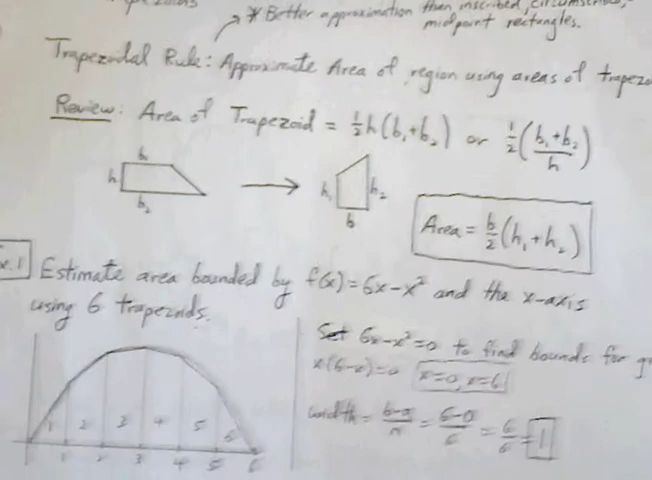 * Better approximation than inscribed, circumscribed,
midpoint rectangles.
Trapezoidal Rule: Approximate Area of region using areas of
Review: Area of Trapezoid = ½h(b₁+b₂) or ½((b₁+b₂)/h)
b₁
h
b₂
h₁
h₂
b
Area = b/2 (h₁+h₂)
Estimate area bounded by f(x)=6x-x² and the x-axis
using 6 trapezoids.
Set 6x-x²=0 to find bounds for
x(6-x)=0 x=0, x=6
width = (b-a)/n = (6-0)/6 = 6/6 = 1
1 2 3 4 5 6
1 2 3 4 5 6